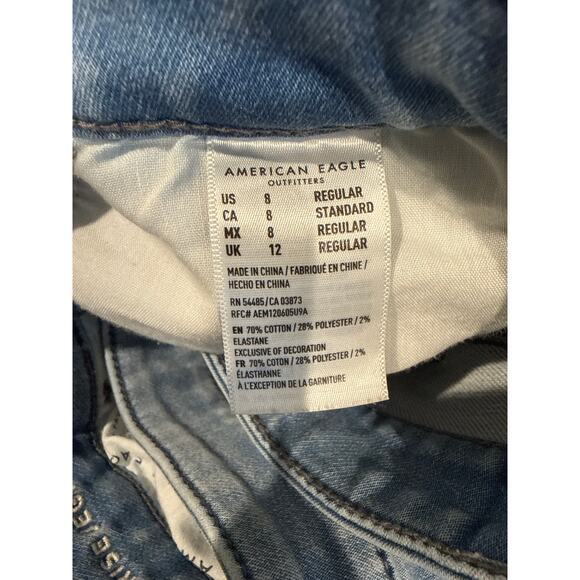 AMERICAN EAGLE
OUTFITTERS
US 8 REGULAR
CA 8 STANDARD
MX 8 REGULAR
UK 12 REGULAR
MADE IN CHINA / FABRIQUÉ EN CHINE /
HECHO EN CHINA
RN 54485/CA 03873
RFC# AEM120605U9A
EN 70% COTTON / 28% POLYESTER / 2%
ELASTANE
EXCLUSIVE OF DECORATION
FR 70% COTON / 28% POLYESTER / 2%
ÉLASTHANNE
À L'EXCEPTION DE LA GARNITURE